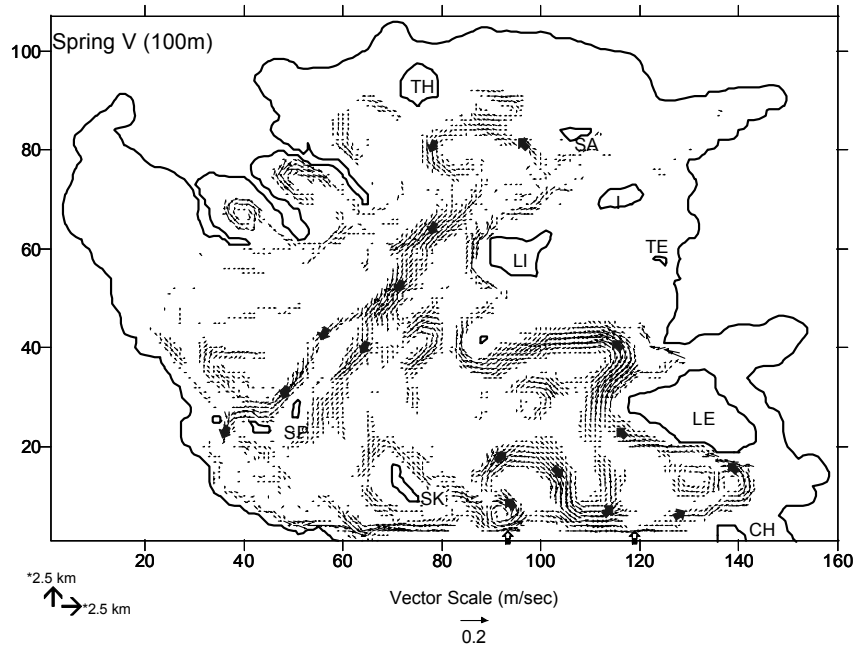 Spring V (100m)
100
TH
80
SA
I
60
TE
LI
40
LE
SP
20
SK
CH
20 40 60 80 100 120 140 160
*2.5 km
*2.5 km
Vector Scale (m/sec)
0.2